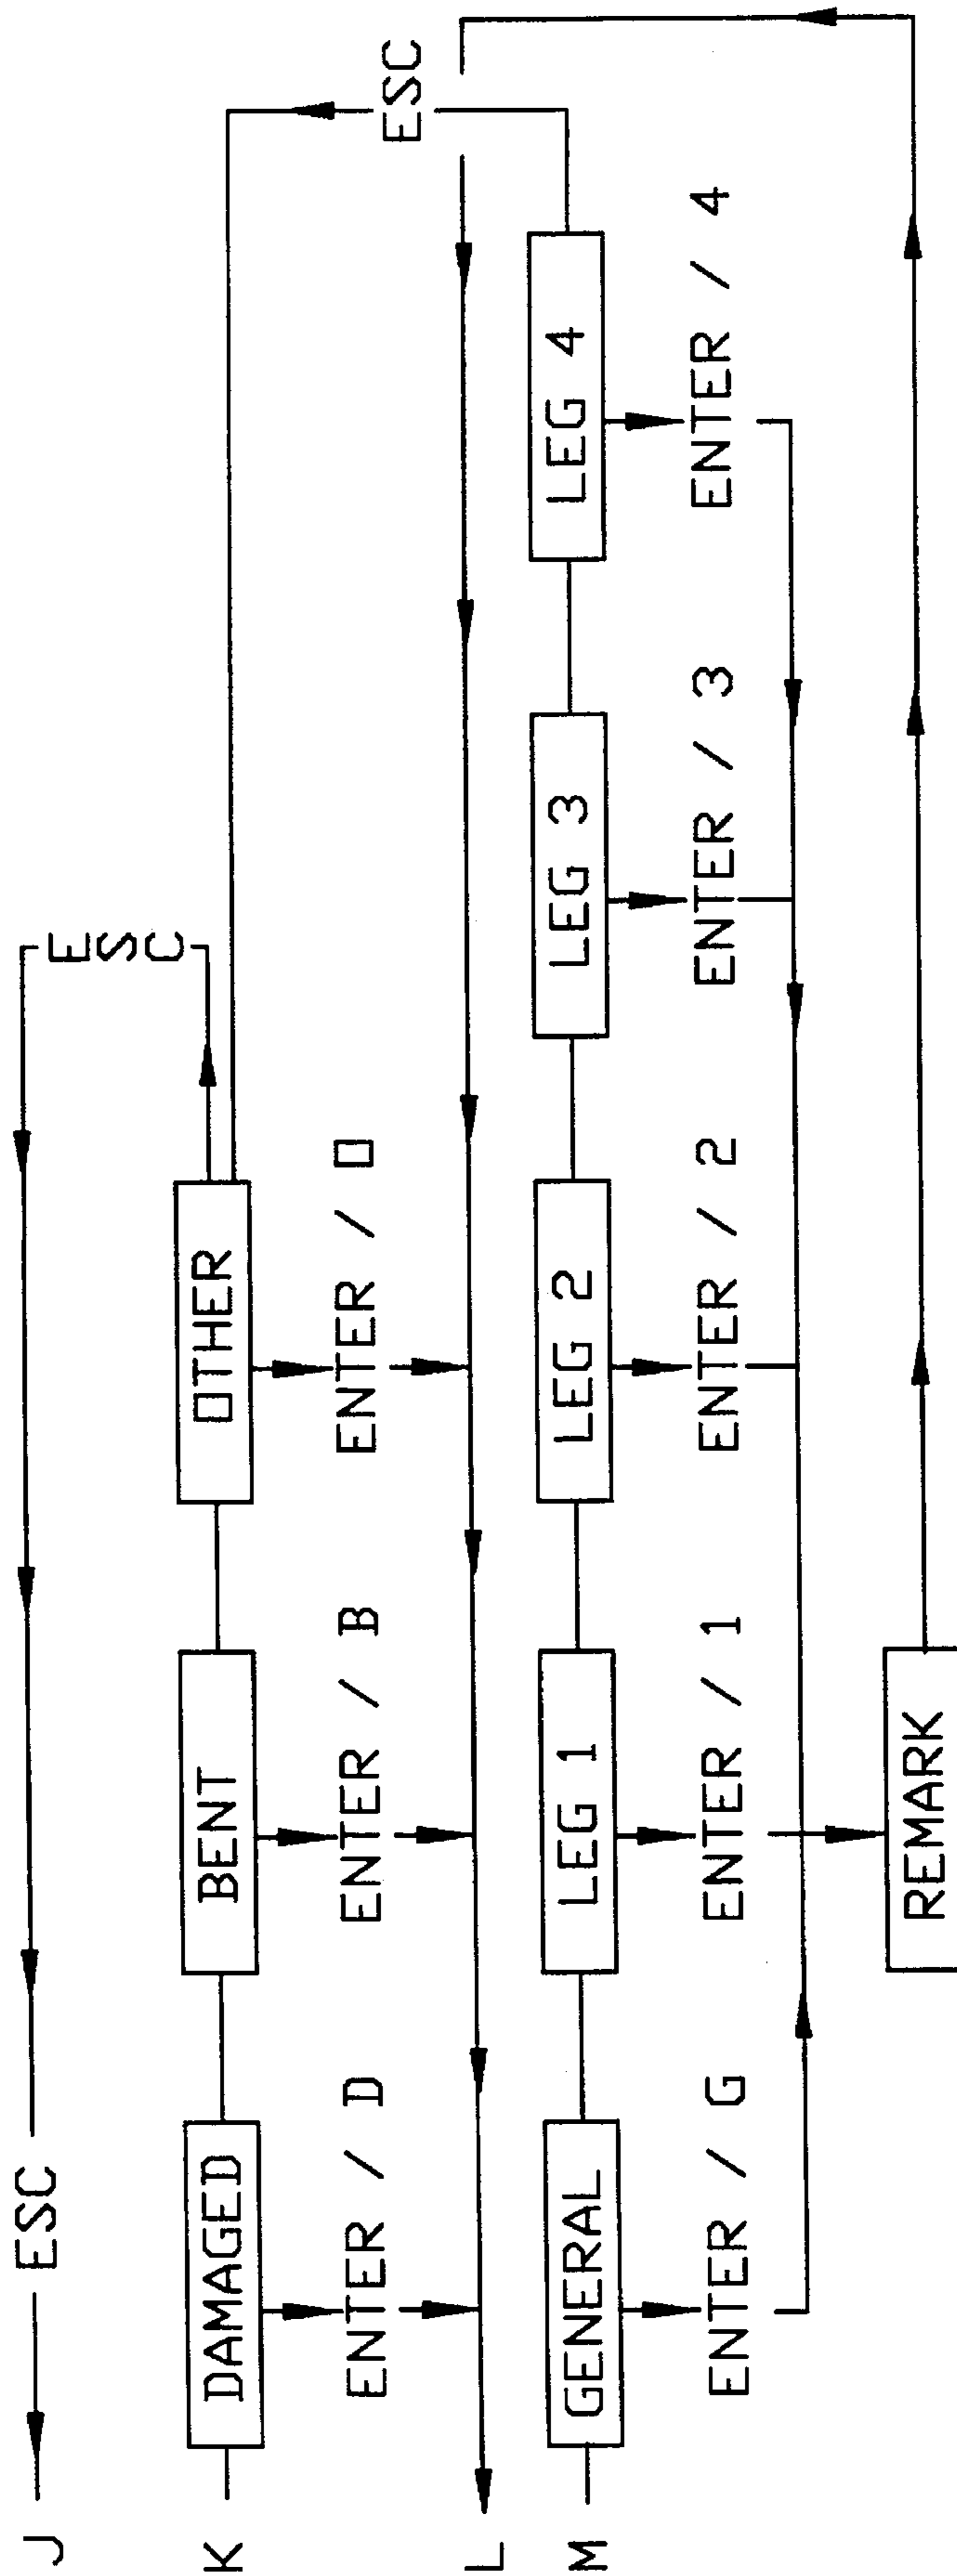 J
ESC
ESC
K
DAMAGED
BENT
OTHER
ENTER / D
ENTER / B
ENTER / O
ESC
L
M
GENERAL
LEG 1
LEG 2
LEG 3
LEG 4
ENTER / G
ENTER / 1
ENTER / 2
ENTER / 3
ENTER / 4
REMARK